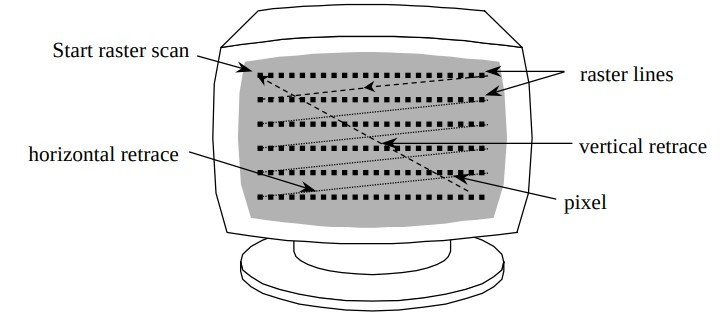 Start raster scan
raster lines
horizontal retrace
vertical retrace
pixel